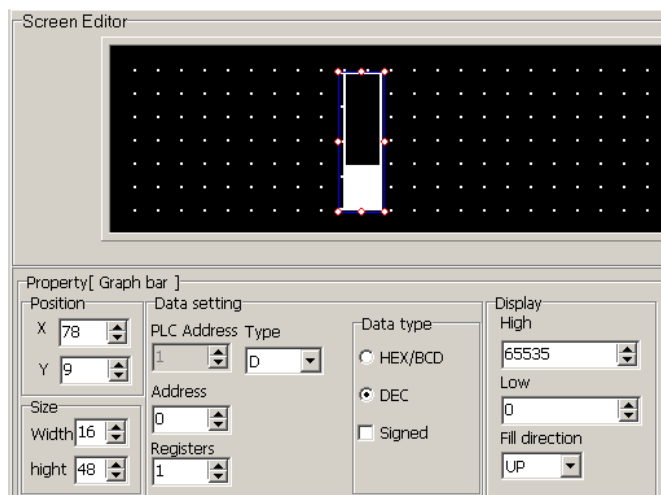 Screen Editor
Property[ Graph bar ]
Position
X 78
Y 9
Size
Width 16
hight 48
Data setting
PLC Address Type
1 D
Address
0
Registers
1
Data type
HEX/BCD
DEC
Signed
Display
High
65535
Low
0
Fill direction
UP